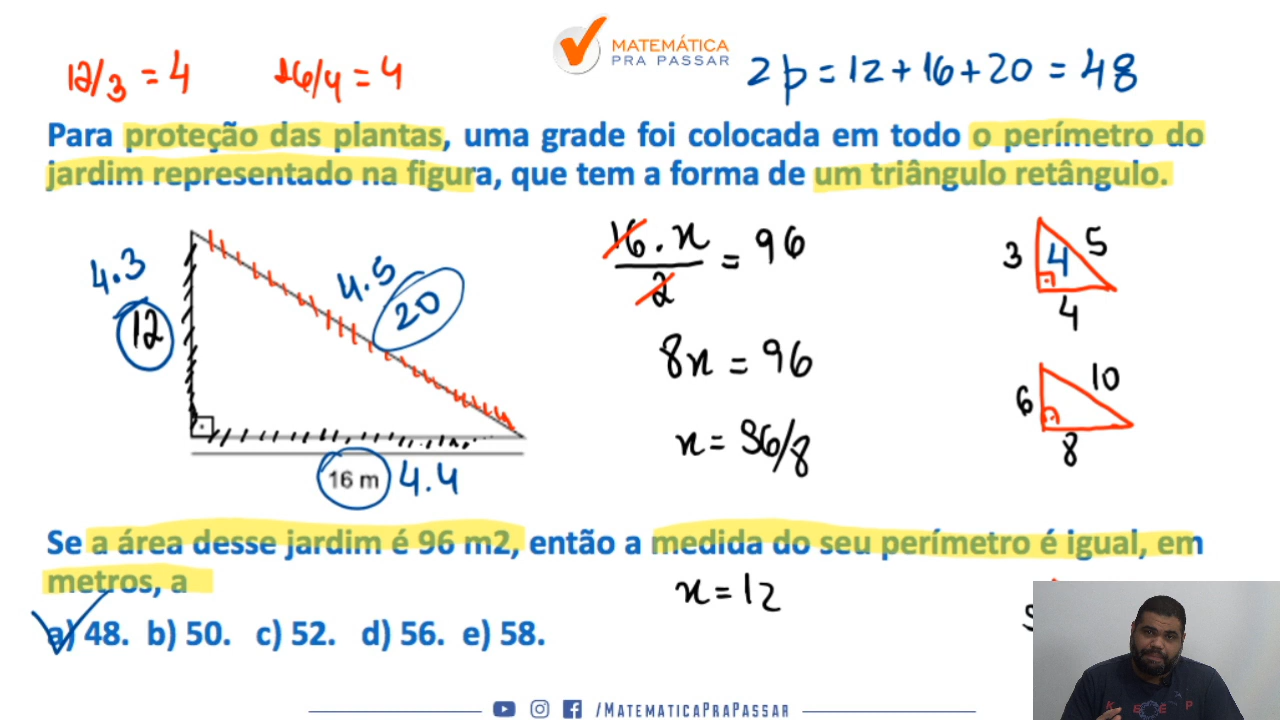 12/3 = 4
16/4 = 4
MATEMÁTICA
PRA PASSAR
2p = 12 + 16 + 20 = 48
Para proteção das plantas, uma grade foi colocada em todo o perímetro do
jardim representado na figura, que tem a forma de um triângulo retângulo.
4.3
12
4.5
20
16 m
4.4
16 . x
2
= 96
8x = 96
x = 96/8
3
4
5
4
6
10
8
Se a área desse jardim é 96 m2, então a medida do seu perímetro é igual, em
metros, a
x = 12
a) 48. b) 50. c) 52. d) 56. e) 58.
K E E P
/MATEMATICAPRAPASSAR